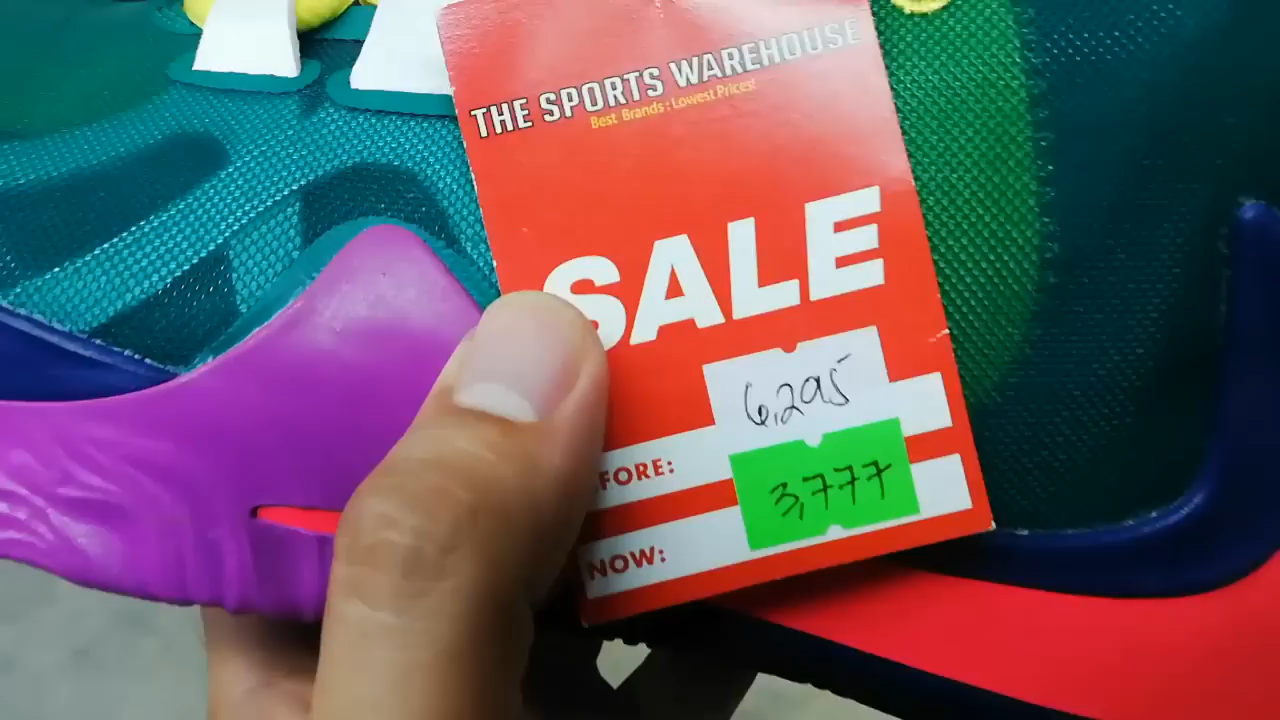 THE SPORTS WAREHOUSE
Best Brands : Lowest Prices!
SALE
6,295
FORE:
3,777
NOW: